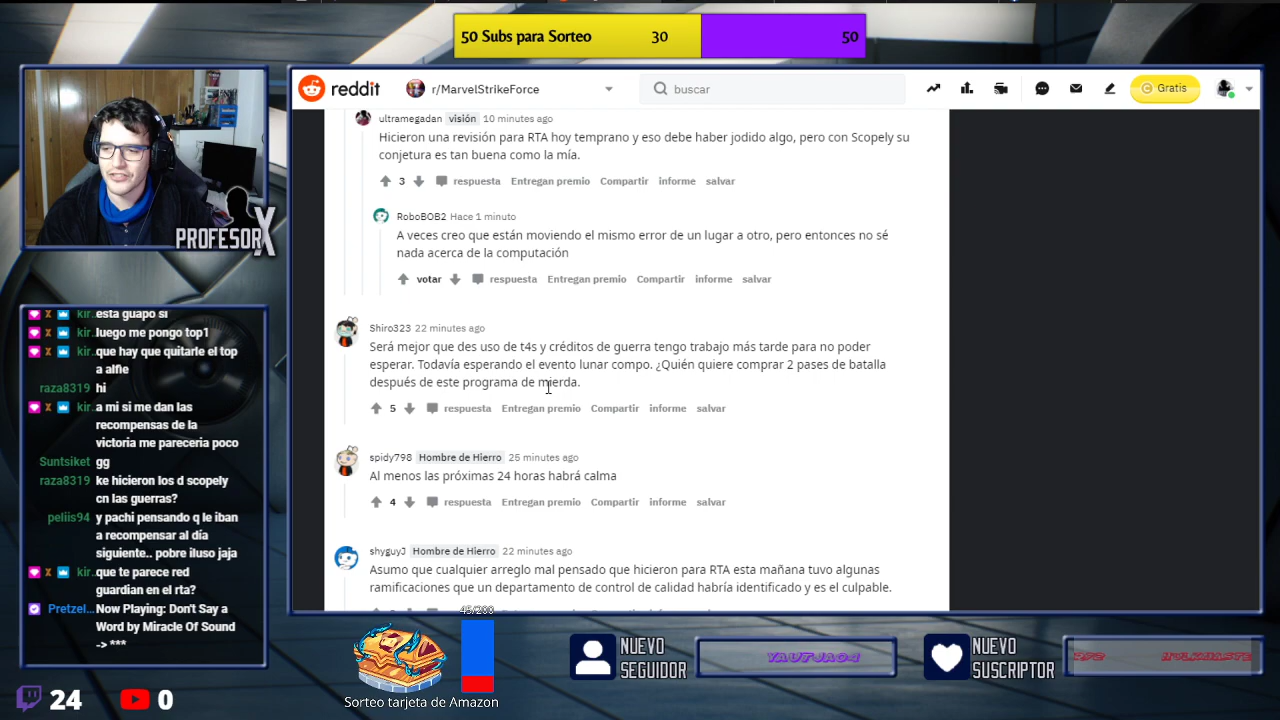 50 Subs para Sorteo 30 50
PROFESOR X
reddit r/MarvelStrikeForce buscar Gratis
ultramegadan visión 10 minutes ago
Hicieron una revisión para RTA hoy temprano y eso debe haber jodido algo, pero con Scopely su
conjetura es tan buena como la mía.
3 respuesta Entregan premio Compartir informe salvar
RoboBOB2 Hace 1 minuto
A veces creo que están moviendo el mismo error de un lugar a otro, pero entonces no sé
nada acerca de la computación
votar respuesta Entregan premio Compartir informe salvar
Shiro323 22 minutes ago
Será mejor que des uso de t4s y créditos de guerra tengo trabajo más tarde para no poder
esperar. Todavía esperando el evento lunar compo. ¿Quién quiere comprar 2 pases de batalla
después de este programa de mierda.
5 respuesta Entregan premio Compartir informe salvar
spidy798 Hombre de Hierro 25 minutes ago
Al menos las próximas 24 horas habrá calma
4 respuesta Entregan premio Compartir informe salvar
shyguyJ Hombre de Hierro 22 minutes ago
Asumo que cualquier arreglo mal pensado que hicieron para RTA esta mañana tuvo algunas
ramificaciones que un departamento de control de calidad habría identificado y es el culpable.
kir..esta guapo si
kir..luego me pongo top1
kir..que hay que quitarle el top
a alfie
raza8319 hi
kir..a mi si me dan las
recompensas de la
victoria me pareceria poco
Suntsiket gg
raza8319 ke hicieron los d scopely
cn las guerras?
peliis94 y pachi pensando q le iban
a recompensar al día
siguiente.. pobre iluso jaja
kir..que te parece red
guardian en el rta?
Pretzel... Now Playing: Don't Say a
Word by Miracle Of Sound
-> ***
24 0
45/200
Sorteo tarjeta de Amazon
NUEVO
SEGUIDOR
YAUTJA04
NUEVO
SUSCRIPTOR